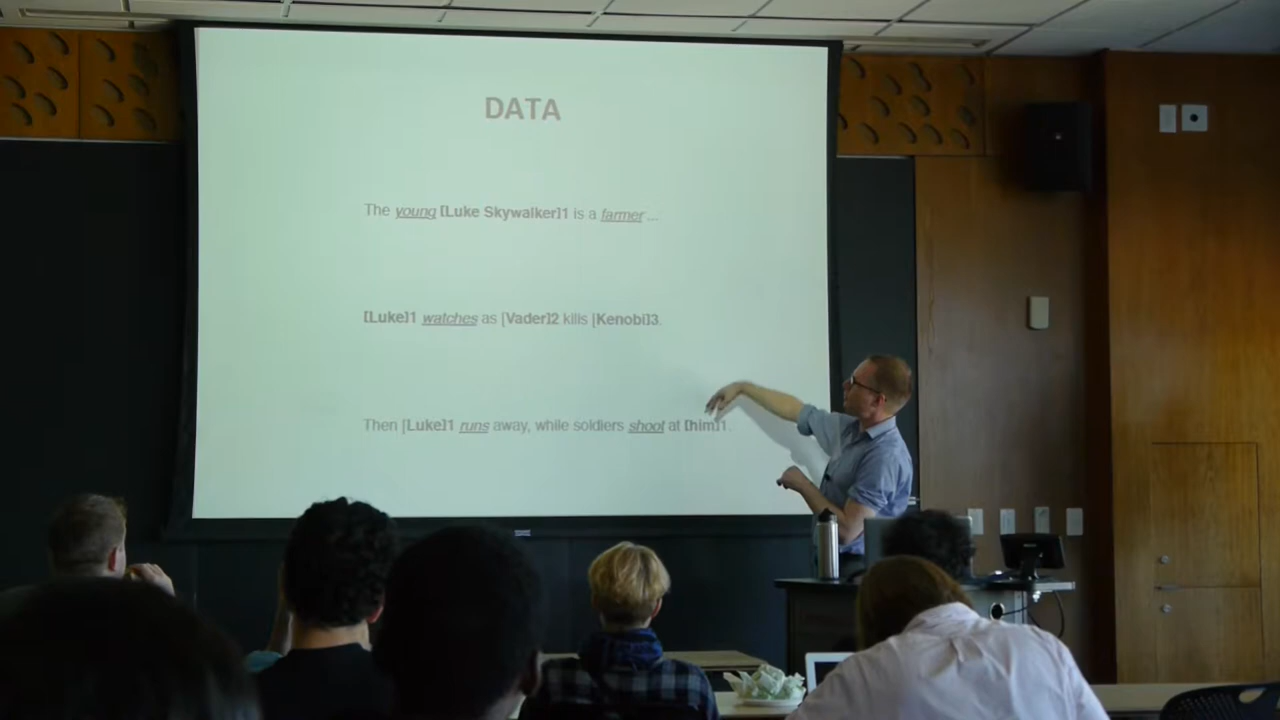 DATA
The young [Luke Skywalker]1 is a farmer ...
[Luke]1 watches as [Vader]2 kills [Kenobi]3.
Then [Luke]1 runs away, while soldiers shoot at [him]1.